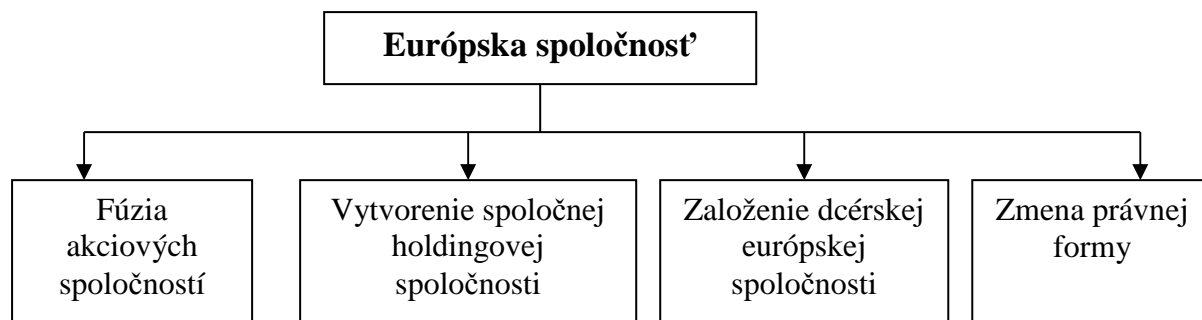 Európska spoločnosť
Fúzia
akciových
spoločností
Vytvorenie spoločnej
holdingovej
spoločnosti
Založenie dcérskej
európskej
spoločnosti
Zmena právnej
formy